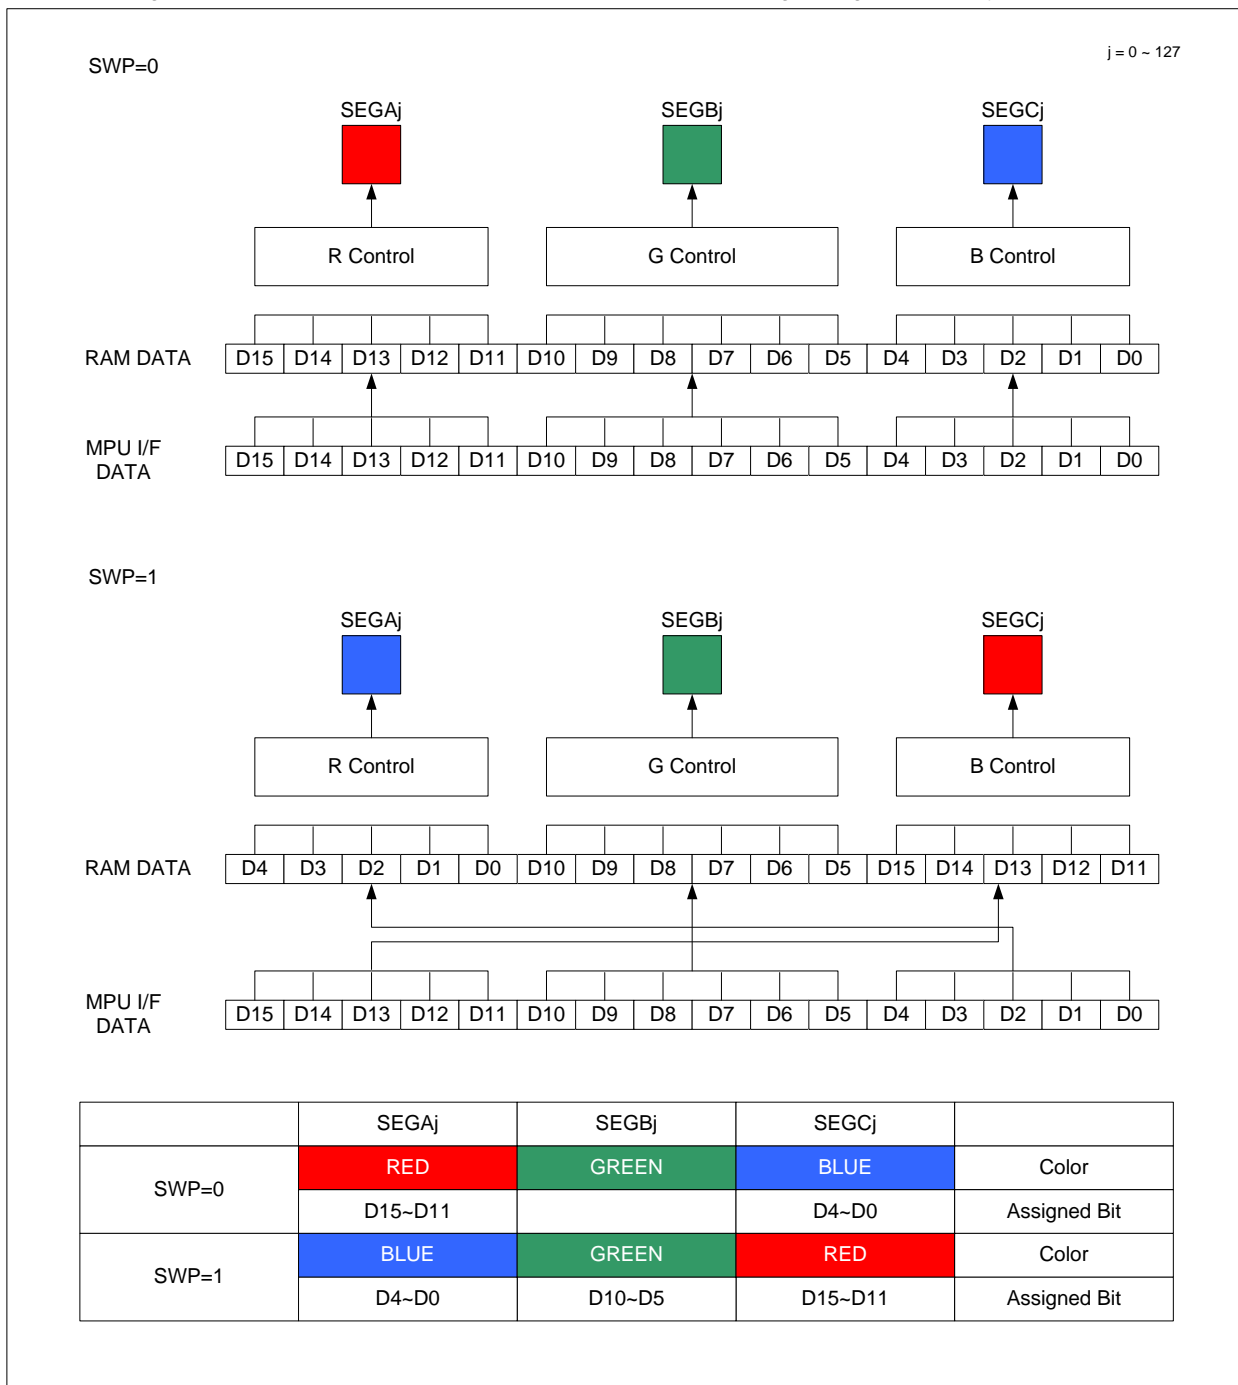 j = 0 ~ 127
SWP=0
SEGAj SEGBj SEGCj
R Control G Control B Control
RAM DATA D15 D14 D13 D12 D11 D10 D9 D8 D7 D6 D5 D4 D3 D2 D1 D0
MPU I/F
DATA
D15 D14 D13 D12 D11 D10 D9 D8 D7 D6 D5 D4 D3 D2 D1 D0
SWP=1
SEGAj SEGBj SEGCj
R Control G Control B Control
RAM DATA D4 D3 D2 D1 D0 D10 D9 D8 D7 D6 D5 D15 D14 D13 D12 D11
MPU I/F
DATA
D15 D14 D13 D12 D11 D10 D9 D8 D7 D6 D5 D4 D3 D2 D1 D0
SEGAj SEGBj SEGCj
SWP=0
RED GREEN BLUE Color
D15~D11 D4~D0 Assigned Bit
SWP=1
BLUE GREEN RED Color
D4~D0 D10~D5 D15~D11 Assigned Bit